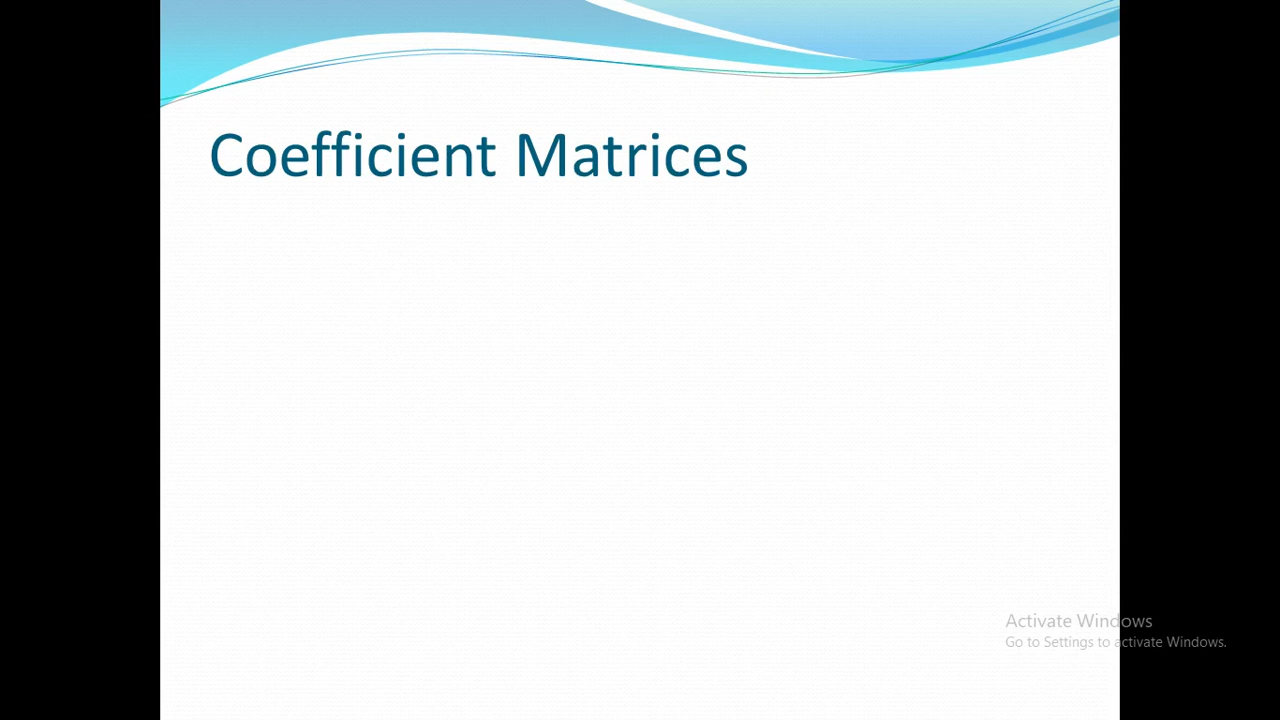 Coefficient Matrices
Activate Windows
Go to Settings to activate Windows.